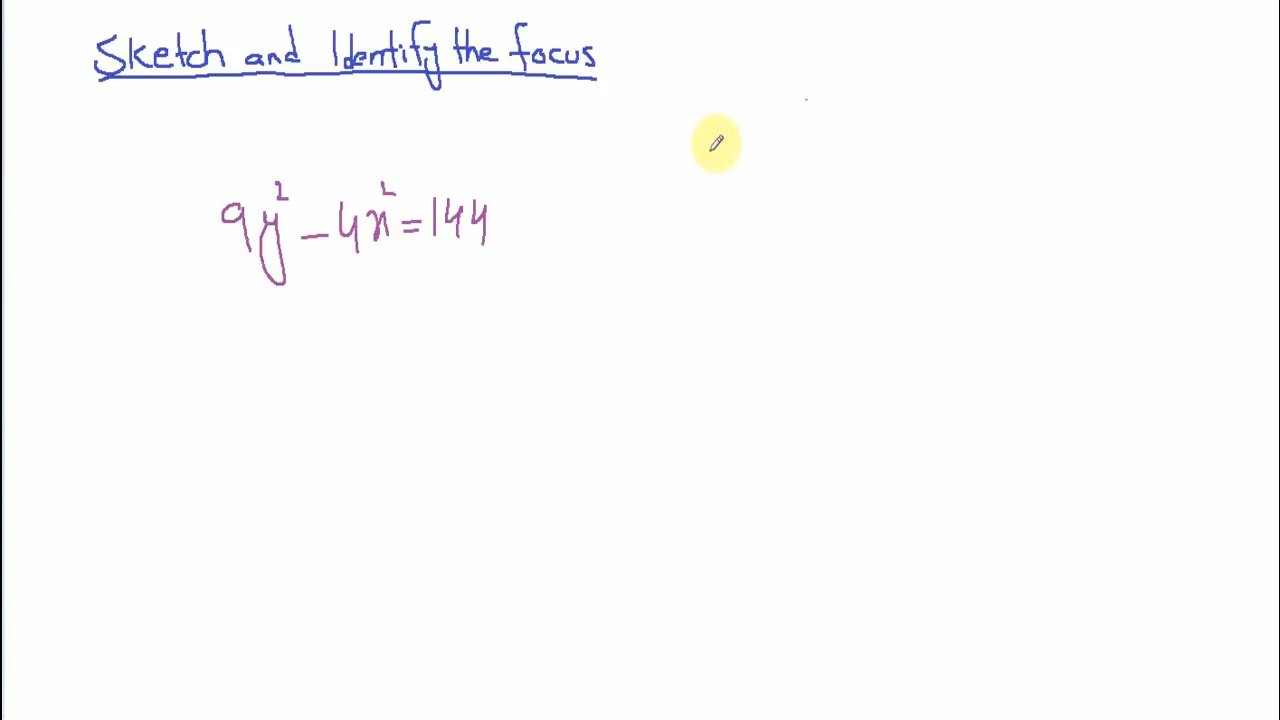 Sketch and Identify the focus
9y² - 4x² = 144